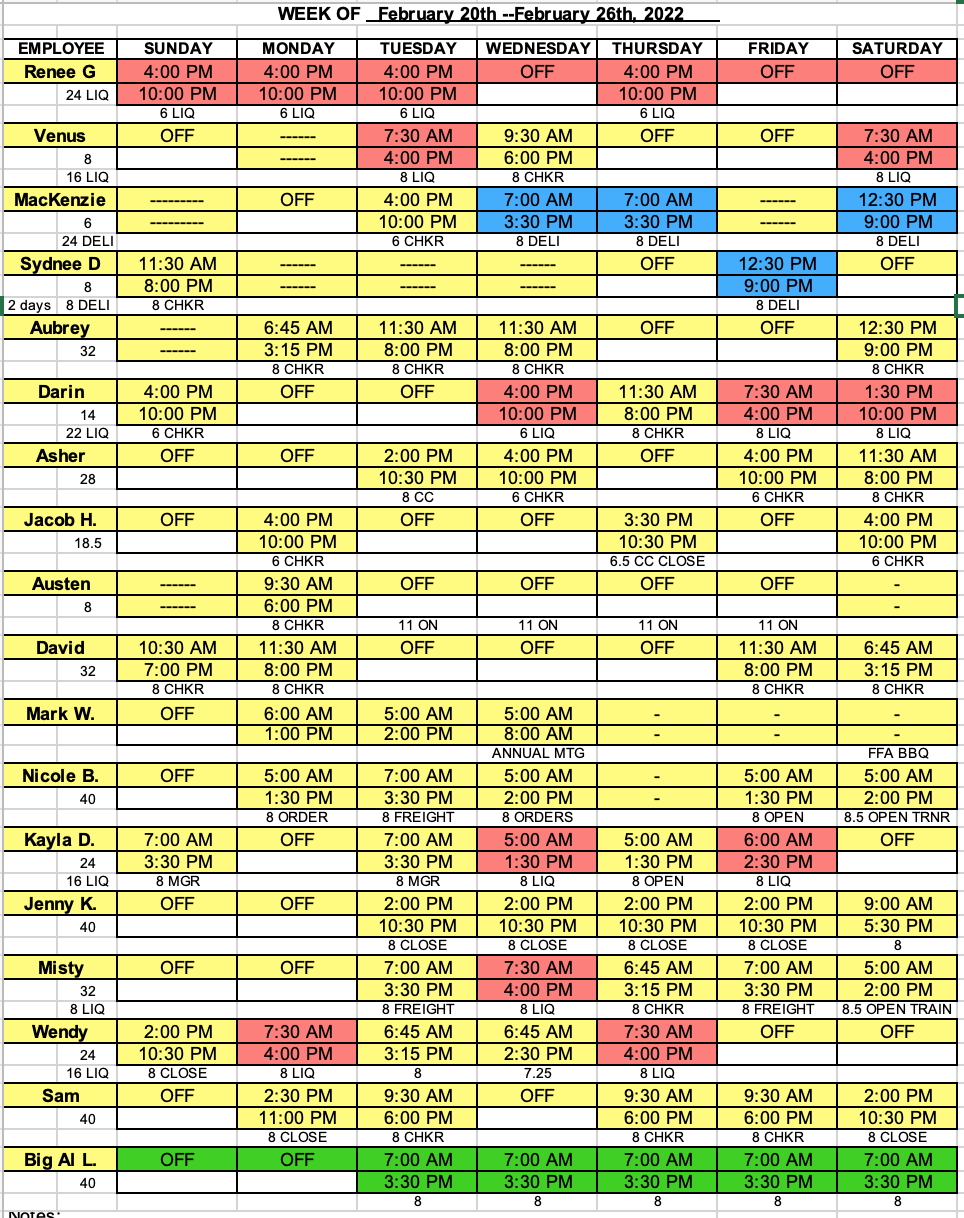 WEEK OF February 20th --February 26th, 2022
EMPLOYEE SUNDAY MONDAY TUESDAY WEDNESDAY THURSDAY FRIDAY SATURDAY
Renee G 4:00 PM 4:00 PM 4:00 PM OFF 4:00 PM OFF OFF
24 LIQ 10:00 PM 10:00 PM 10:00 PM 10:00 PM
6 LIQ 6 LIQ 6 LIQ 6 LIQ
Venus OFF ------ 7:30 AM 9:30 AM OFF OFF 7:30 AM
8 ------ 4:00 PM 6:00 PM 4:00 PM
16 LIQ 8 LIQ 8 CHKR 8 LIQ
MacKenzie --------- OFF 4:00 PM 7:00 AM 7:00 AM ------ 12:30 PM
6 --------- 10:00 PM 3:30 PM 3:30 PM ------ 9:00 PM
24 DELI 6 CHKR 8 DELI 8 DELI 8 DELI
Sydnee D 11:30 AM ------ ------ ------ OFF 12:30 PM OFF
8 8:00 PM ------ ------ ------ 9:00 PM
2 days 8 DELI 8 CHKR 8 DELI
Aubrey ------ 6:45 AM 11:30 AM 11:30 AM OFF OFF 12:30 PM
32 ------ 3:15 PM 8:00 PM 8:00 PM 9:00 PM
8 CHKR 8 CHKR 8 CHKR 8 CHKR
Darin 4:00 PM OFF OFF 4:00 PM 11:30 AM 7:30 AM 1:30 PM
14 10:00 PM 10:00 PM 8:00 PM 4:00 PM 10:00 PM
22 LIQ 6 CHKR 6 LIQ 8 CHKR 8 LIQ 8 LIQ
Asher OFF OFF 2:00 PM 4:00 PM OFF 4:00 PM 11:30 AM
28 10:30 PM 10:00 PM 10:00 PM 8:00 PM
8 CC 6 CHKR 6 CHKR 8 CHKR
Jacob H. OFF 4:00 PM OFF OFF 3:30 PM OFF 4:00 PM
18.5 10:00 PM 10:30 PM 10:00 PM
6 CHKR 6.5 CC CLOSE 6 CHKR
Austen ------ 9:30 AM OFF OFF OFF OFF -
8 ------ 6:00 PM -
8 CHKR 11 ON 11 ON 11 ON 11 ON
David 10:30 AM 11:30 AM OFF OFF OFF 11:30 AM 6:45 AM
32 7:00 PM 8:00 PM 8:00 PM 3:15 PM
8 CHKR 8 CHKR 8 CHKR 8 CHKR
Mark W. OFF 6:00 AM 5:00 AM 5:00 AM - - -
1:00 PM 2:00 PM 8:00 AM - - -
ANNUAL MTG FFA BBQ
Nicole B. OFF 5:00 AM 7:00 AM 5:00 AM - 5:00 AM 5:00 AM
40 1:30 PM 3:30 PM 2:00 PM - 1:30 PM 2:00 PM
8 ORDER 8 FREIGHT 8 ORDERS 8 OPEN 8.5 OPEN TRNR
Kayla D. 7:00 AM OFF 7:00 AM 5:00 AM 5:00 AM 6:00 AM OFF
24 3:30 PM 3:30 PM 1:30 PM 1:30 PM 2:30 PM
16 LIQ 8 MGR 8 MGR 8 LIQ 8 OPEN 8 LIQ
Jenny K. OFF OFF 2:00 PM 2:00 PM 2:00 PM 2:00 PM 9:00 AM
40 10:30 PM 10:30 PM 10:30 PM 10:30 PM 5:30 PM
8 CLOSE 8 CLOSE 8 CLOSE 8 CLOSE 8
Misty OFF OFF 7:00 AM 7:30 AM 6:45 AM 7:00 AM 5:00 AM
32 3:30 PM 4:00 PM 3:15 PM 3:30 PM 2:00 PM
8 LIQ 8 FREIGHT 8 LIQ 8 CHKR 8 FREIGHT 8.5 OPEN TRAIN
Wendy 2:00 PM 7:30 AM 6:45 AM 6:45 AM 7:30 AM OFF OFF
24 10:30 PM 4:00 PM 3:15 PM 2:30 PM 4:00 PM
16 LIQ 8 CLOSE 8 LIQ 8 7.25 8 LIQ
Sam OFF 2:30 PM 9:30 AM OFF 9:30 AM 9:30 AM 2:00 PM
40 11:00 PM 6:00 PM 6:00 PM 6:00 PM 10:30 PM
8 CLOSE 8 CHKR 8 CHKR 8 CHKR 8 CLOSE
Big Al L. OFF OFF 7:00 AM 7:00 AM 7:00 AM 7:00 AM 7:00 AM
40 3:30 PM 3:30 PM 3:30 PM 3:30 PM 3:30 PM
8 8 8 8 8
Notes: